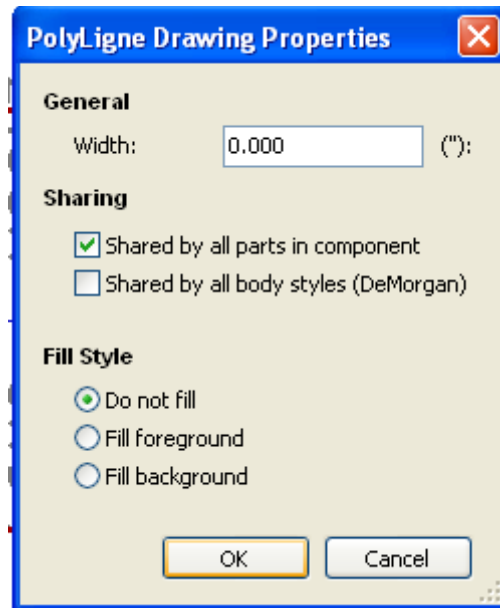 PolyLigne Drawing Properties
General
Width: 0.000 ("):
Sharing
Shared by all parts in component
Shared by all body styles (DeMorgan)
Fill Style
Do not fill
Fill foreground
Fill background
OK Cancel